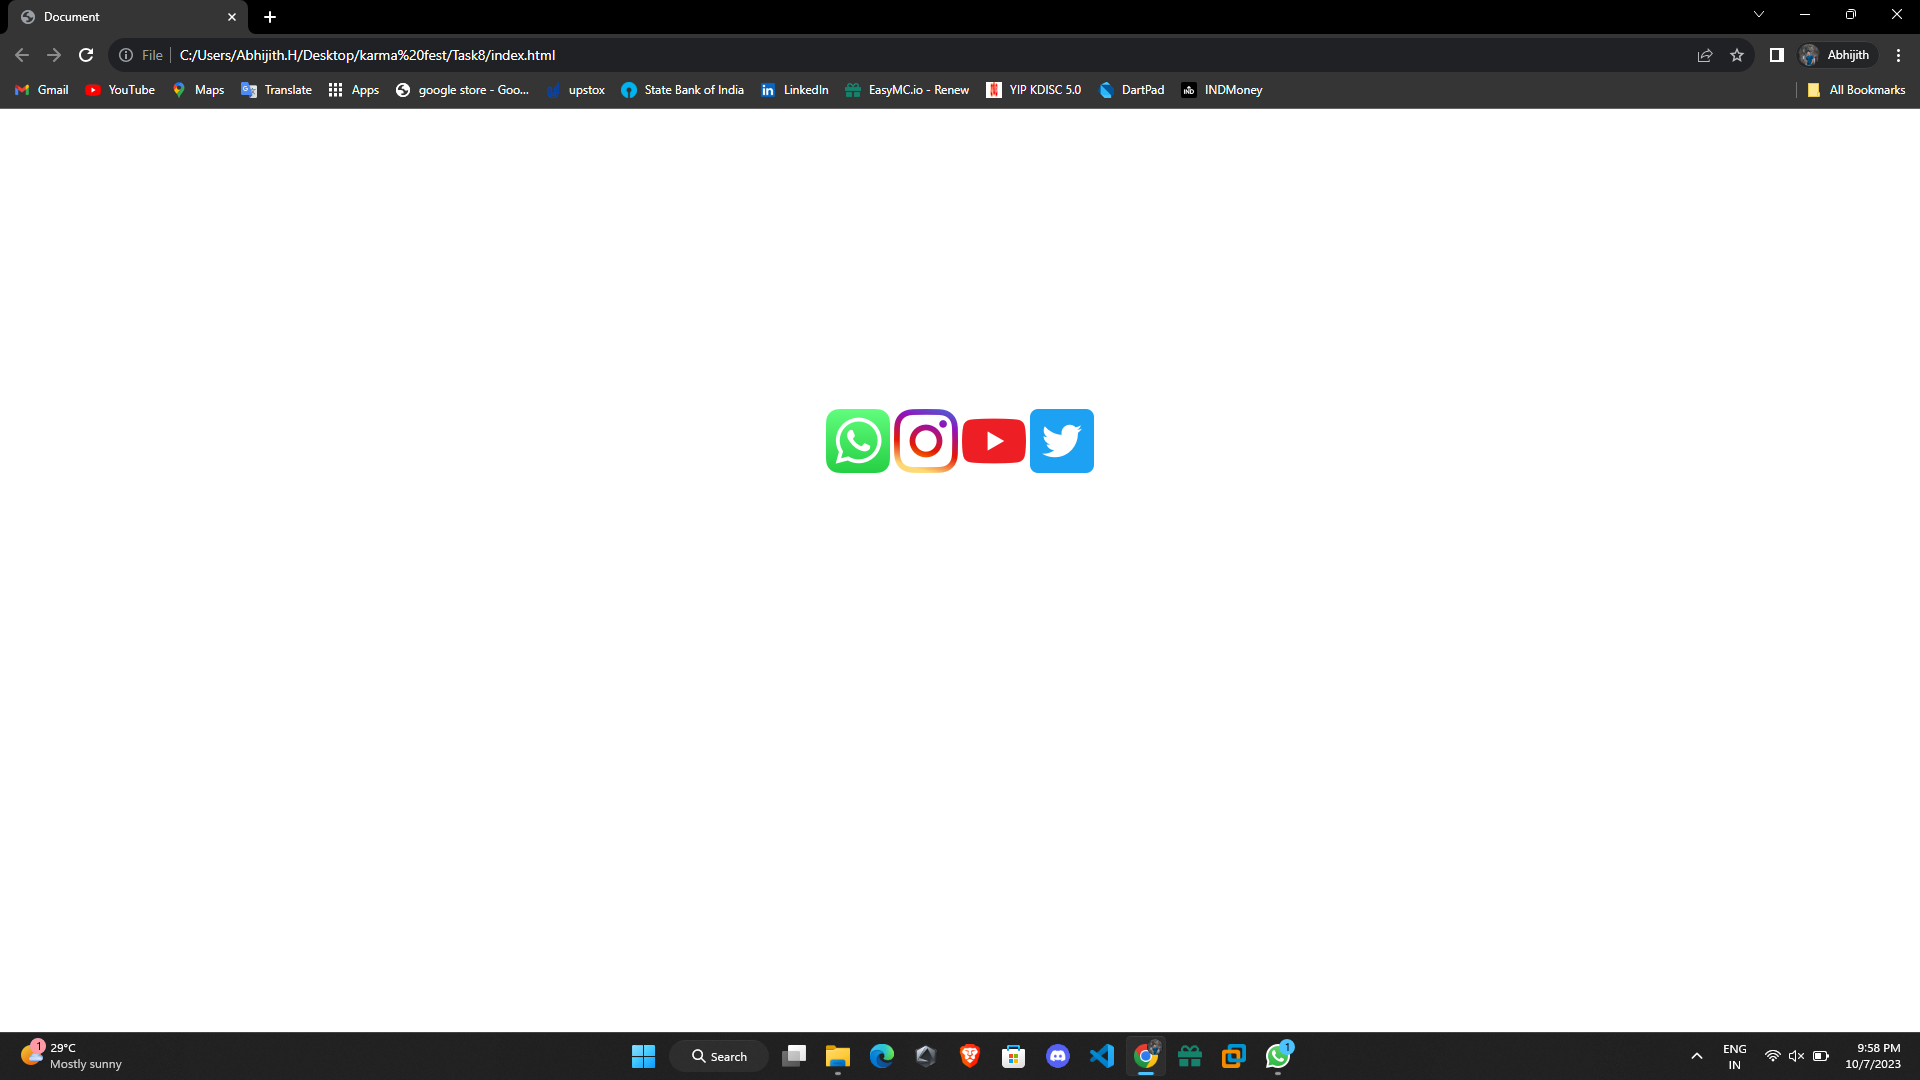 Document
File
C:/Users/Abhijith.H/Desktop/karma%20fest/Task8/index.html
Abhijith
Gmail YouTube Maps Translate Apps google store - Goo... upstox State Bank of India LinkedIn EasyMC.io - Renew YIP KDISC 5.0 DartPad INDMoney All Bookmarks
1
29°C
Mostly sunny
Search
1
ENG
IN
9:58 PM
10/7/2023